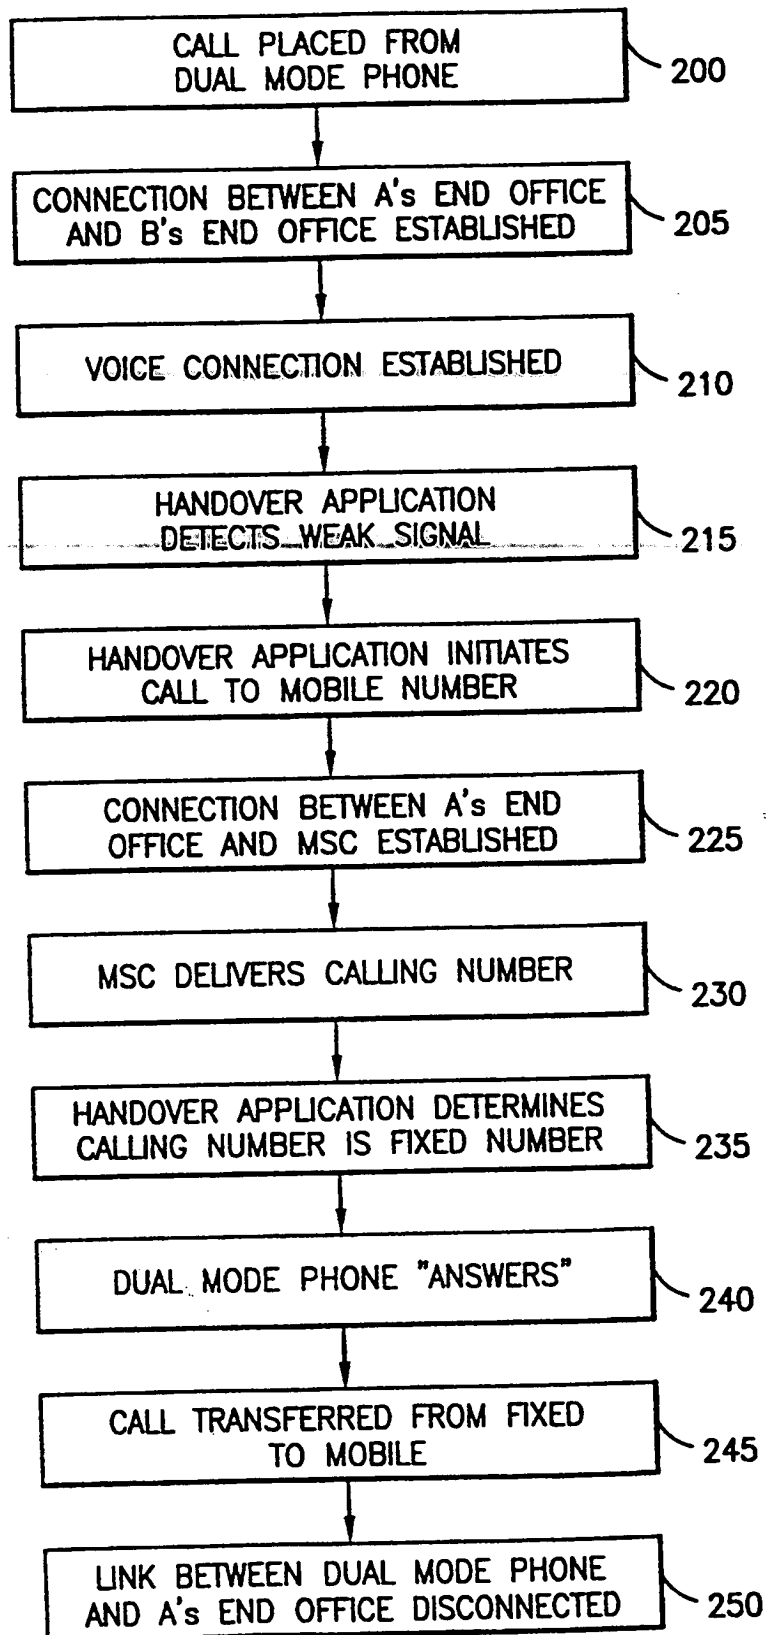 CALL PLACED FROM
DUAL MODE PHONE
200
CONNECTION BETWEEN A's END OFFICE
AND B's END OFFICE ESTABLISHED
205
VOICE CONNECTION ESTABLISHED
210
HANDOVER APPLICATION
DETECTS WEAK SIGNAL
215
HANDOVER APPLICATION INITIATES
CALL TO MOBILE NUMBER
220
CONNECTION BETWEEN A's END
OFFICE AND MSC ESTABLISHED
225
MSC DELIVERS CALLING NUMBER
230
HANDOVER APPLICATION DETERMINES
CALLING NUMBER IS FIXED NUMBER
235
DUAL MODE PHONE "ANSWERS"
240
CALL TRANSFERRED FROM FIXED
TO MOBILE
245
LINK BETWEEN DUAL MODE PHONE
AND A's END OFFICE DISCONNECTED
250